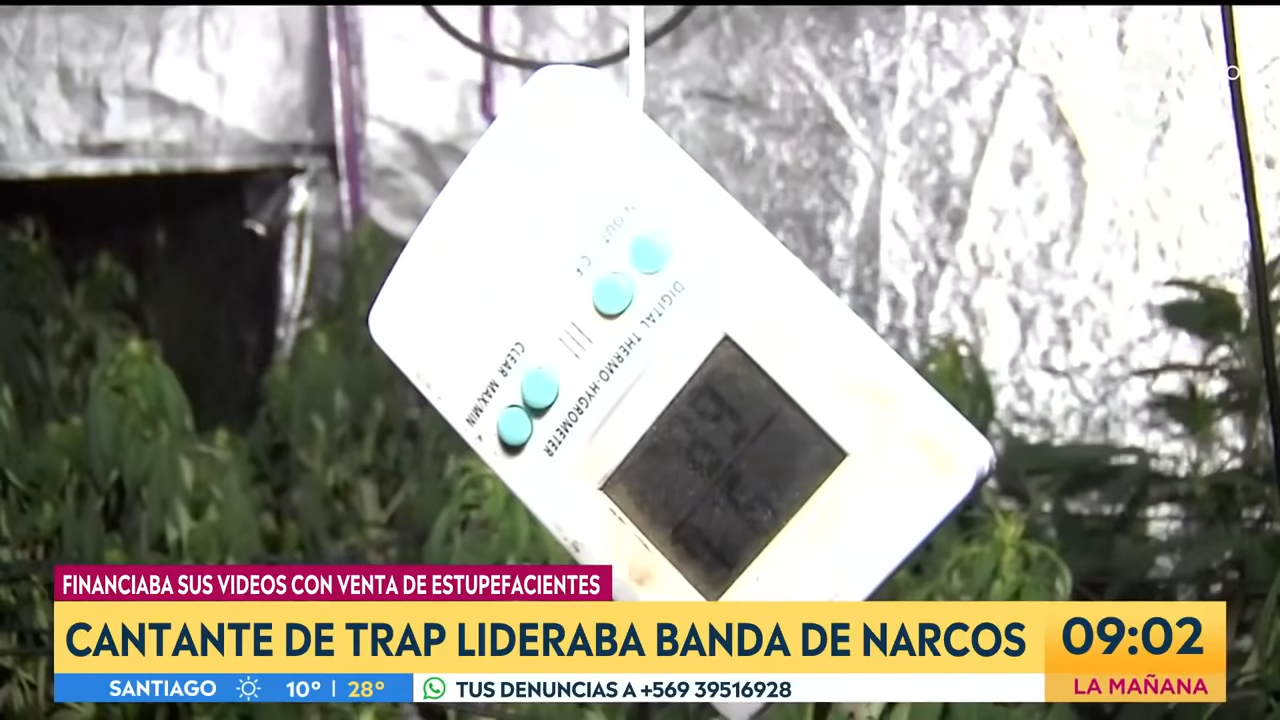 DIGITAL THERMO-HYGROMETER
CLEAR MAX/MIN
FINANCIABA SUS VIDEOS CON VENTA DE ESTUPEFACIENTES
CANTANTE DE TRAP LIDERABA BANDA DE NARCOS
09:02
SANTIAGO 10° | 28°
TUS DENUNCIAS A +569 39516928
LA MAÑANA